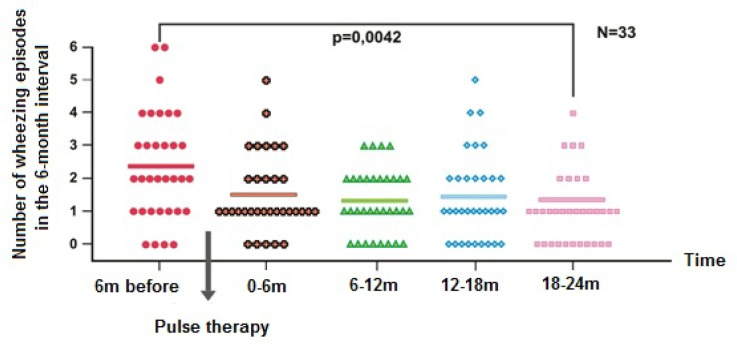 Number of wheezing episodes
in the 6-month interval
p=0,0042
N=33
6
5
4
3
2
1
0
6m before
0-6m
6-12m
12-18m
18-24m
Time
Pulse therapy